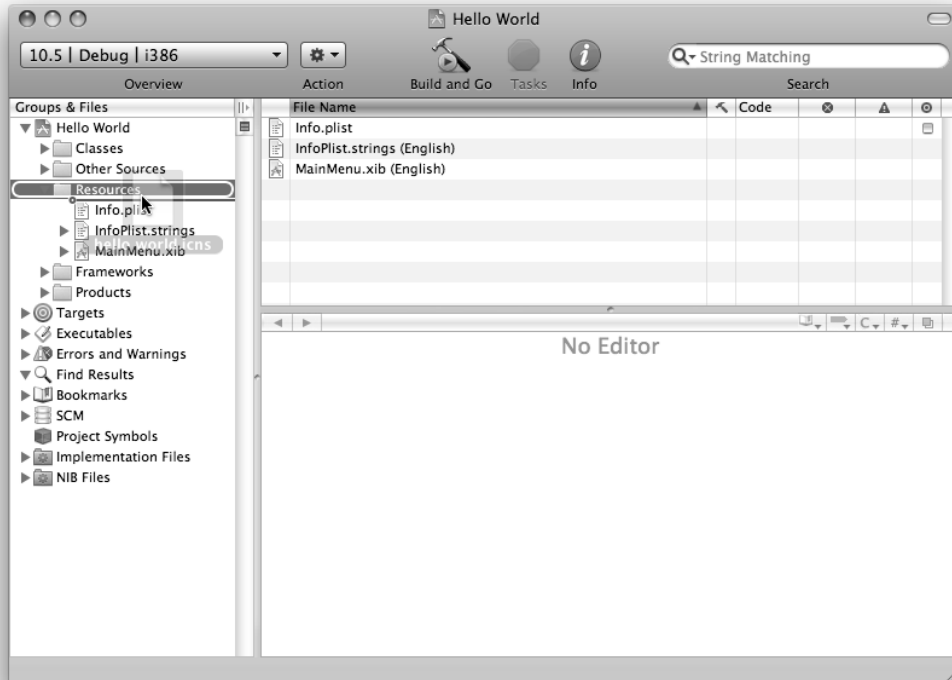 Hello World
10.5 | Debug | i386
String Matching
Overview
Action
Build and Go
Tasks
Info
Search
Groups & Files
File Name
Code
Hello World
Info.plist
Classes
InfoPlist.strings (English)
Other Sources
MainMenu.xib (English)
Resources
Info.plist
InfoPlist.strings
hello world.icns
MainMenu.xib
Frameworks
Products
Targets
C
#
Executables
No Editor
Errors and Warnings
Find Results
Bookmarks
SCM
Project Symbols
Implementation Files
NIB Files